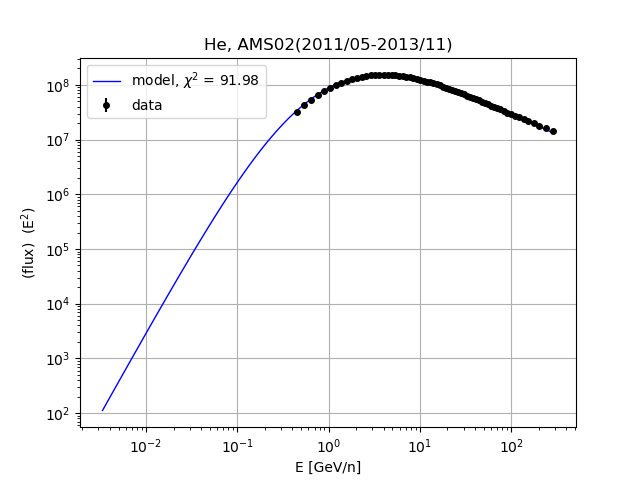 He, AMS02(2011/05-2013/11)
model, χ² = 91.98
data
(flux) (E²)
10⁸
10⁷
10⁶
10⁵
10⁴
10³
10²
10⁻² 10⁻¹ 10⁰ 10¹ 10²
E [GeV/n]